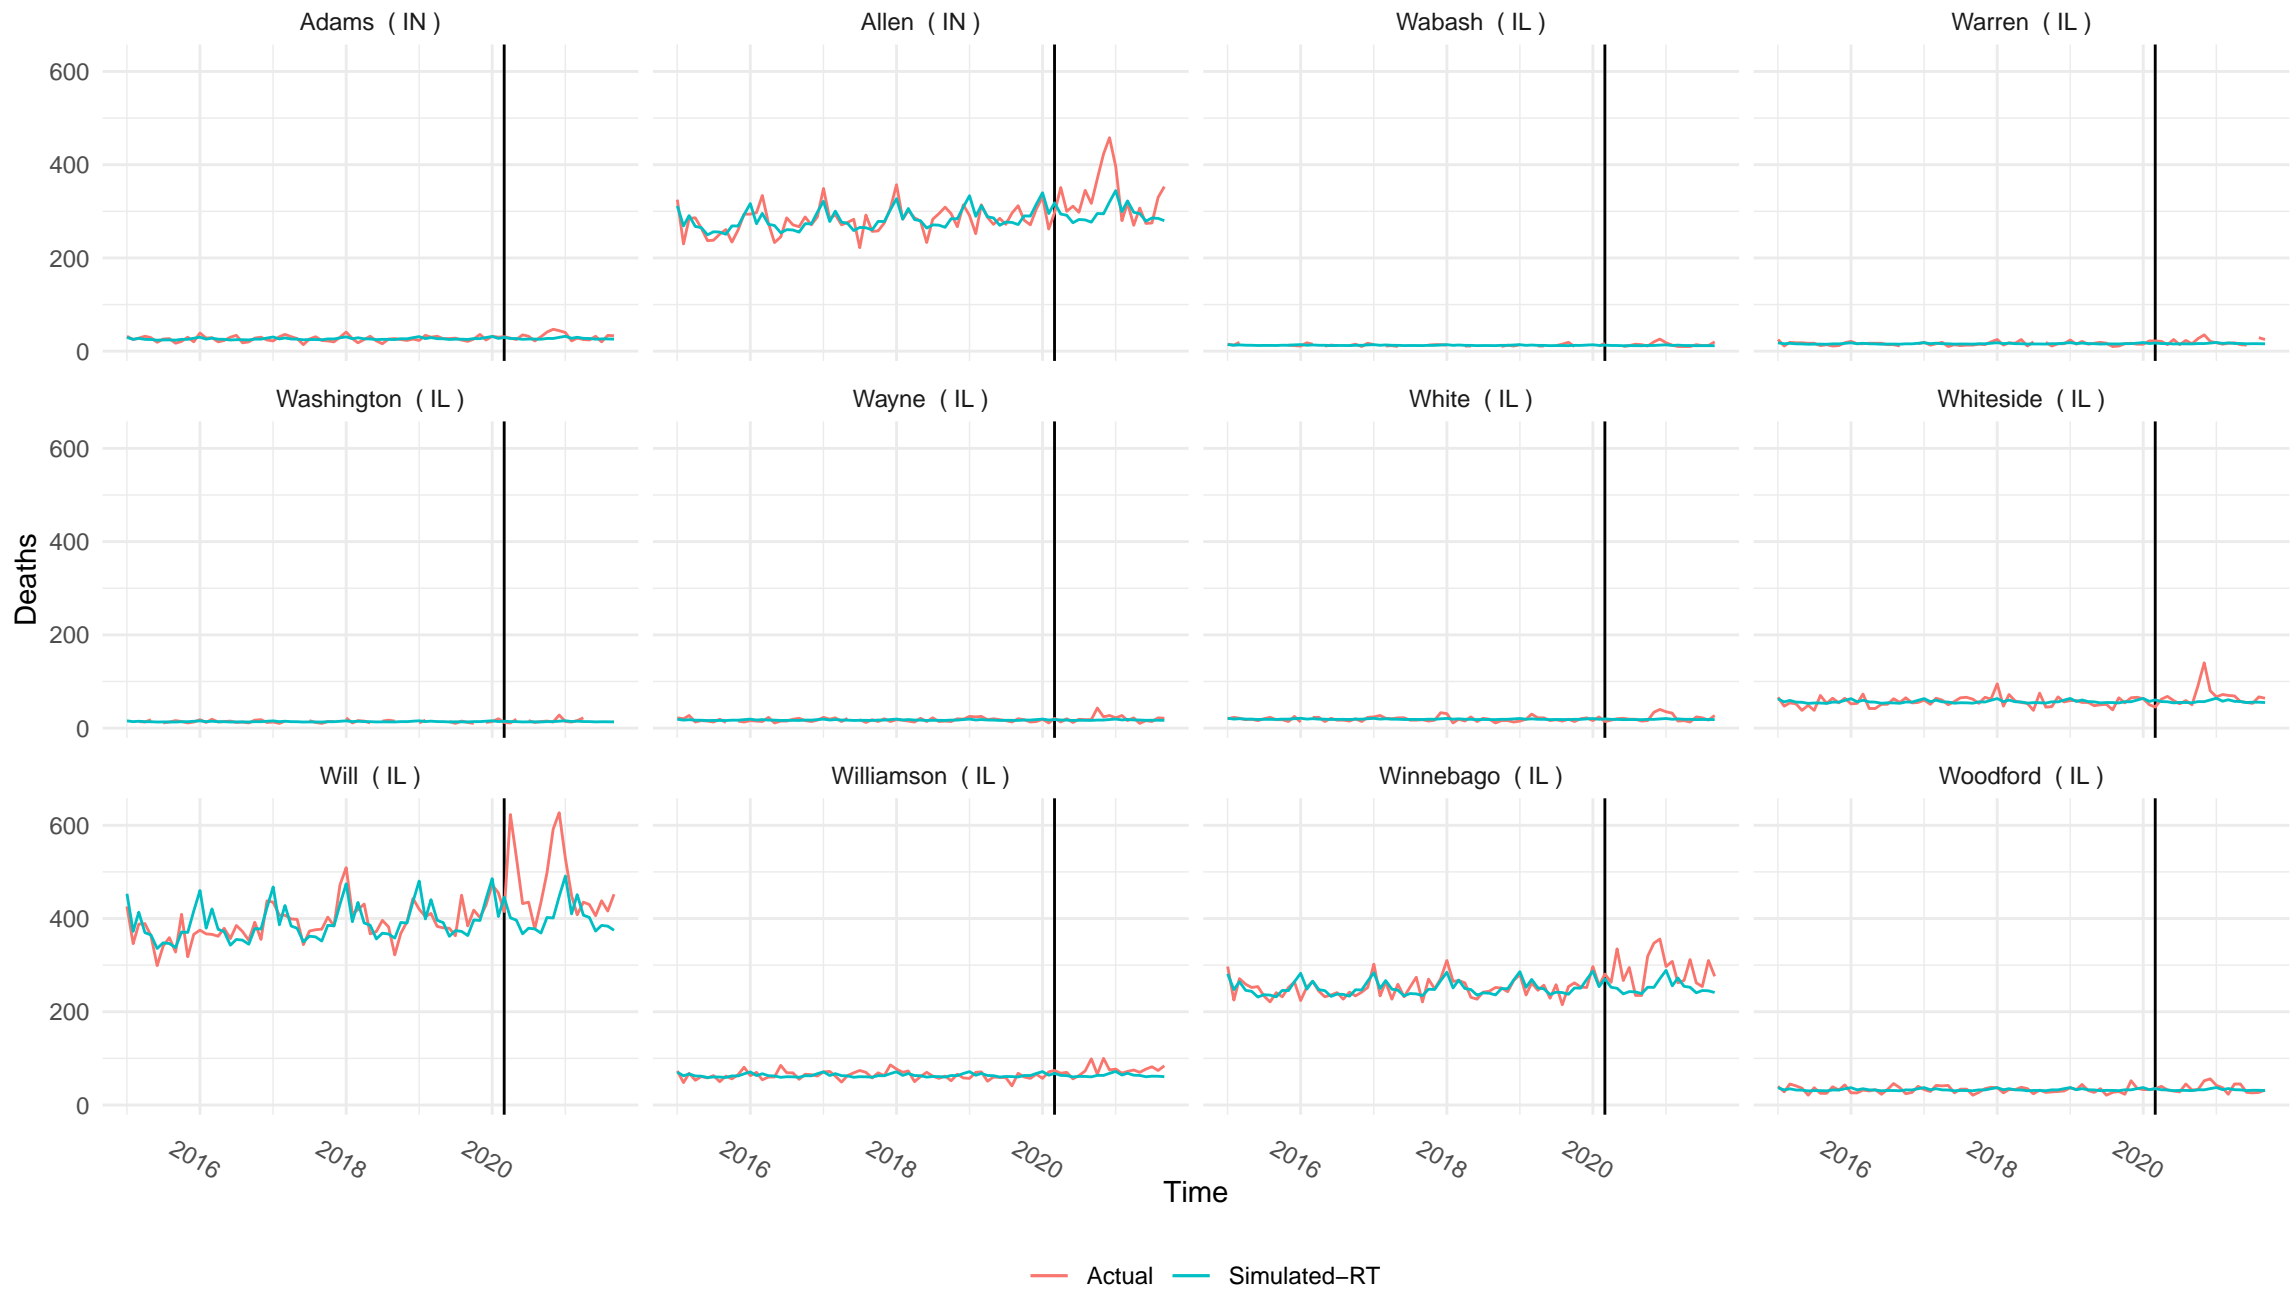 Adams ( IN )
Allen ( IN )
Wabash ( IL )
Warren ( IL )
600
400
200
0
Washington ( IL )
Wayne ( IL )
White ( IL )
Whiteside ( IL )
600
400
200
0
Deaths
Will ( IL )
Williamson ( IL )
Winnebago ( IL )
Woodford ( IL )
600
400
200
0
2016 2018 2020
2016 2018 2020
2016 2018 2020
2016 2018 2020
Time
Actual Simulated−RT